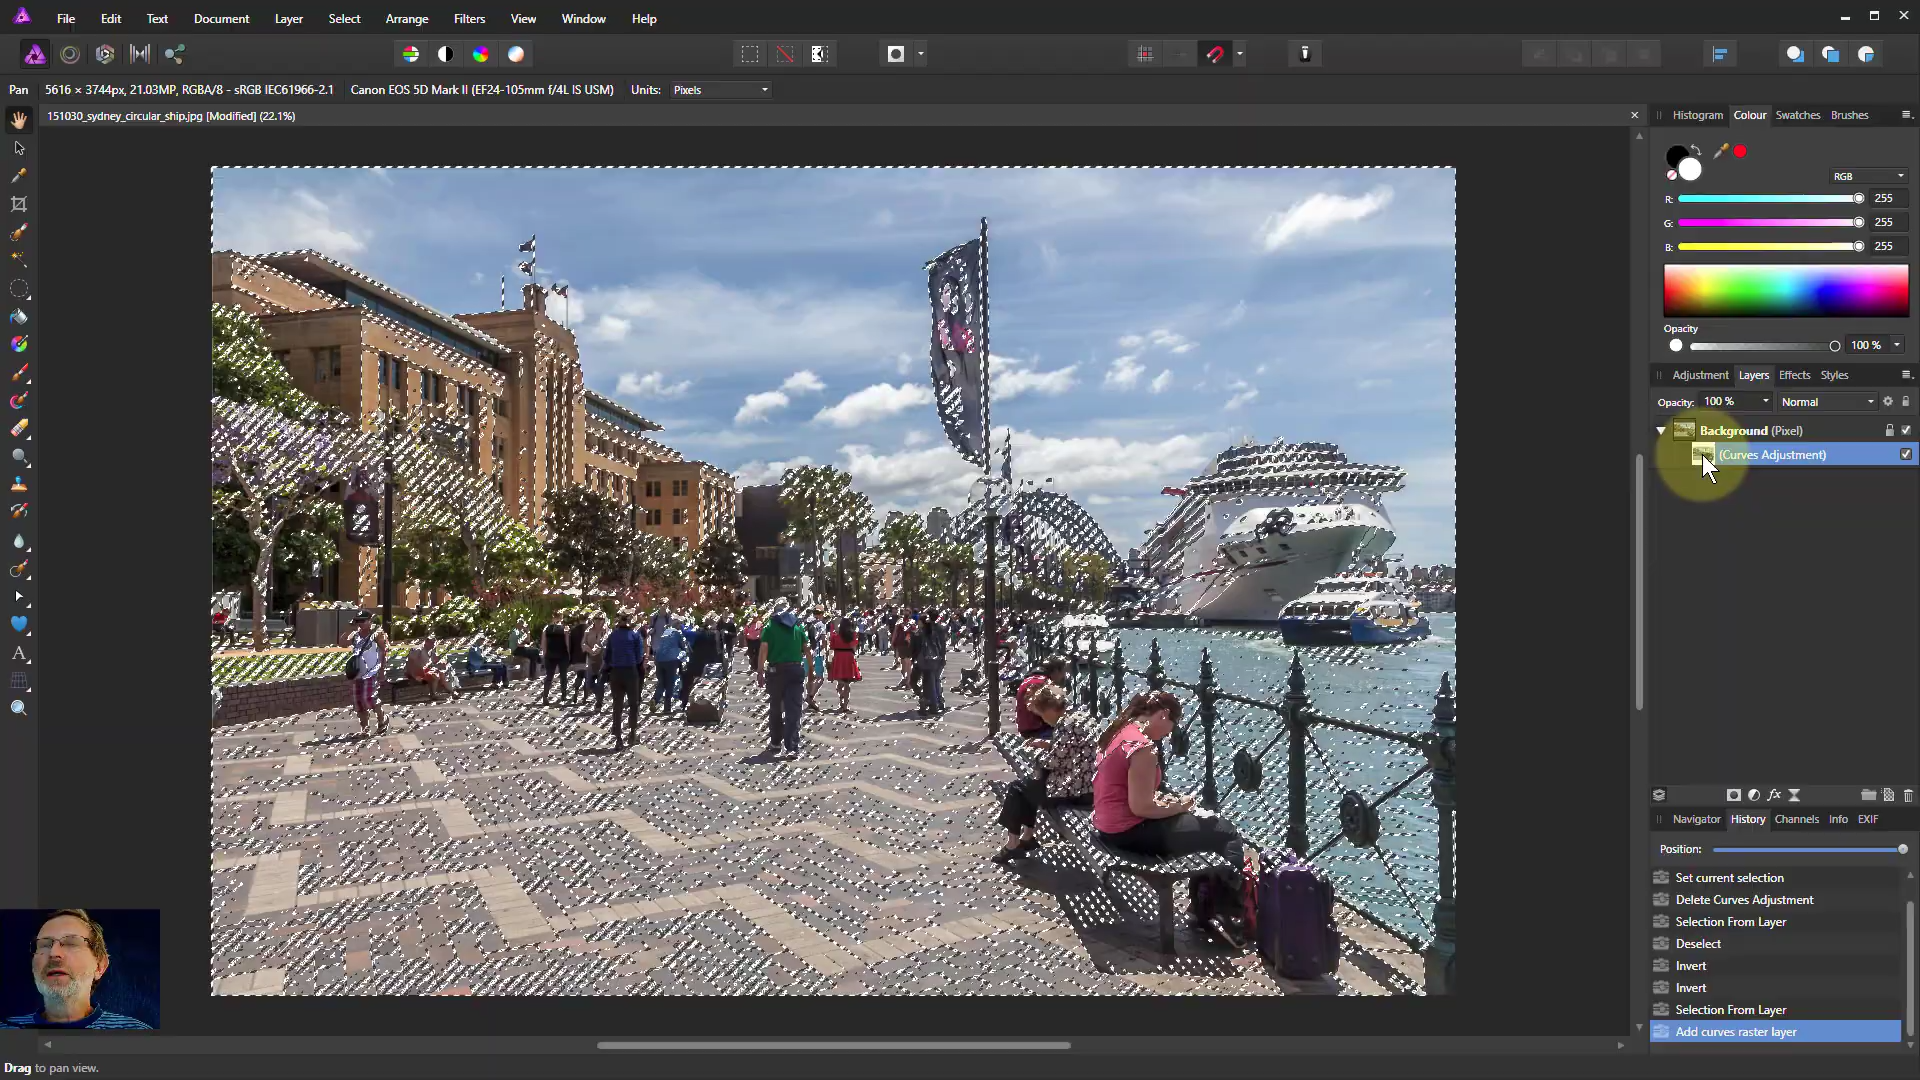 File Edit Text Document Layer Select Arrange Filters View Window Help
Pan 5616 × 3744px, 21.03MP, RGBA/8 - sRGB IEC61966-2.1 Canon EOS 5D Mark II (EF24-105mm f/4L IS USM) Units: Pixels
151030_sydney_circular_ship.jpg [Modified] (22.1%)
Histogram Colour Swatches Brushes
RGB
R: 255
G: 255
B: 255
Opacity
100 %
Adjustment Layers Effects Styles
Opacity: 100 % Normal
Background (Pixel)
(Curves Adjustment)
fx
Navigator History Channels Info EXIF
Position:
Set current selection
Delete Curves Adjustment
Selection From Layer
Deselect
Invert
Invert
Selection From Layer
Add curves raster layer
Drag to pan view.